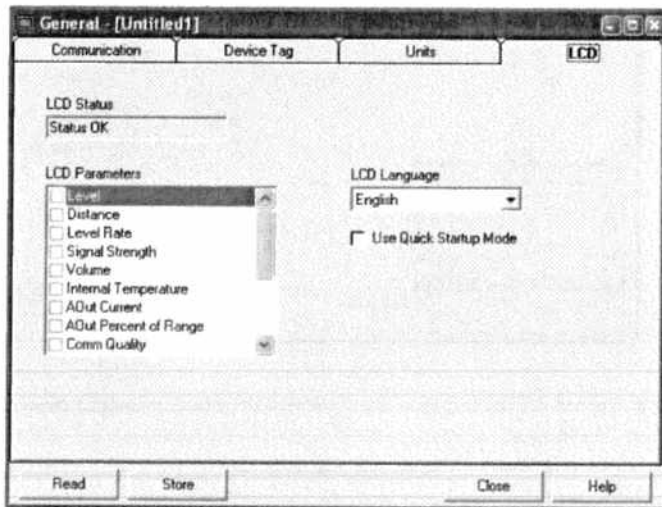 General - [Untitled1]
Communication
Device Tag
Units
LCD
LCD Status
Status OK
LCD Parameters
Level
Distance
Level Rate
Signal Strength
Volume
Internal Temperature
AOut Current
AOut Percent of Range
Comm Quality
LCD Language
English
Use Quick Startup Mode
Read
Store
Close
Help